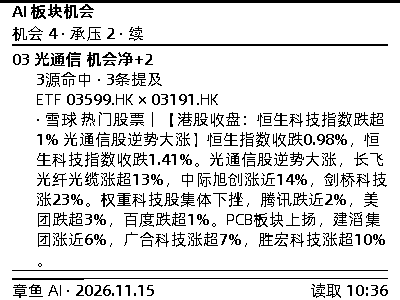 AI 板块机会
机会 4 · 承压 2 · 续
03 光通信 机会净+2
3源命中 · 3条提及
ETF 03599.HK × 03191.HK
· 雪球 热门股票｜【港股收盘：恒生科技指数跌超
1% 光通信股逆势大涨】恒生指数收跌0.98%，恒
生科技指数收跌1.41%。光通信股逆势大涨，长飞
光纤光缆涨超13%，中际旭创涨近14%，剑桥科技
涨23%。权重科技股集体下挫，腾讯跌近2%，美
团跌超3%，百度跌超1%。PCB板块上扬，建滔集
团涨近6%，广合科技涨超7%，胜宏科技涨超10%
。
章鱼 AI · 2026.11.15
读取 10:36